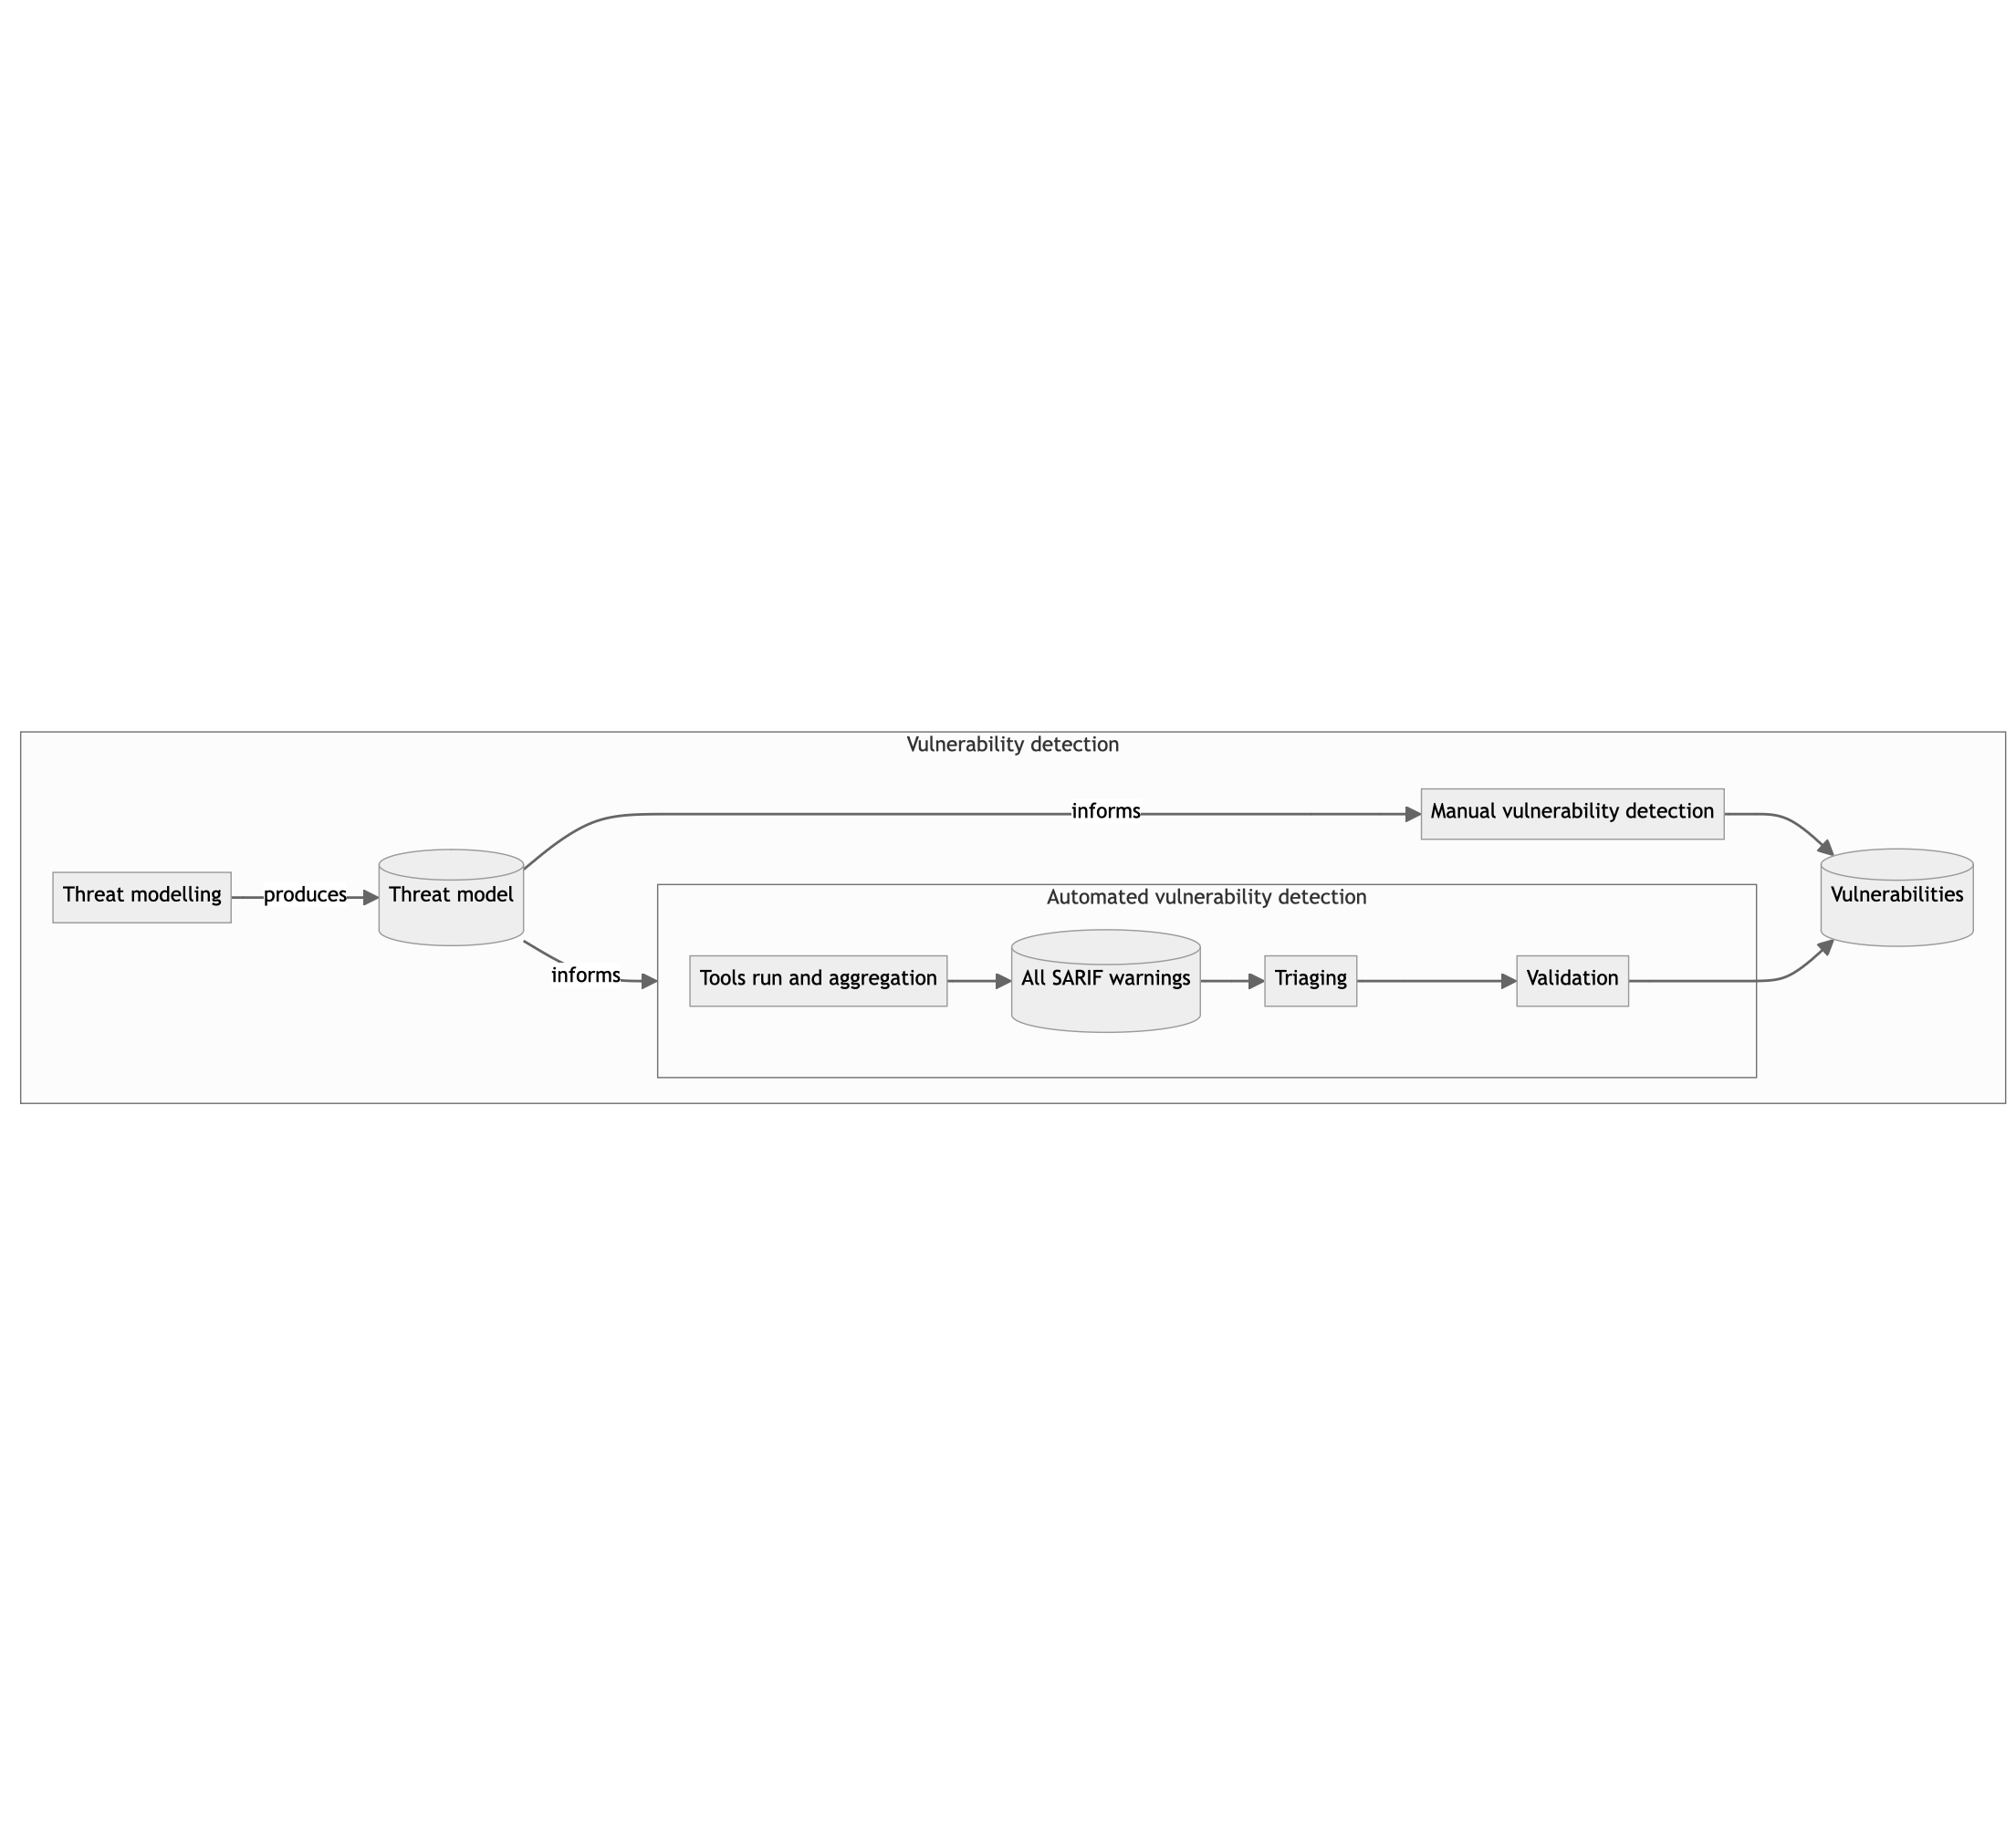 Vulnerability detection
informs
Manual vulnerability detection
Threat modelling
produces
Threat model
Automated vulnerability detection
Vulnerabilities
informs
Tools run and aggregation
All SARIF warnings
Triaging
Validation